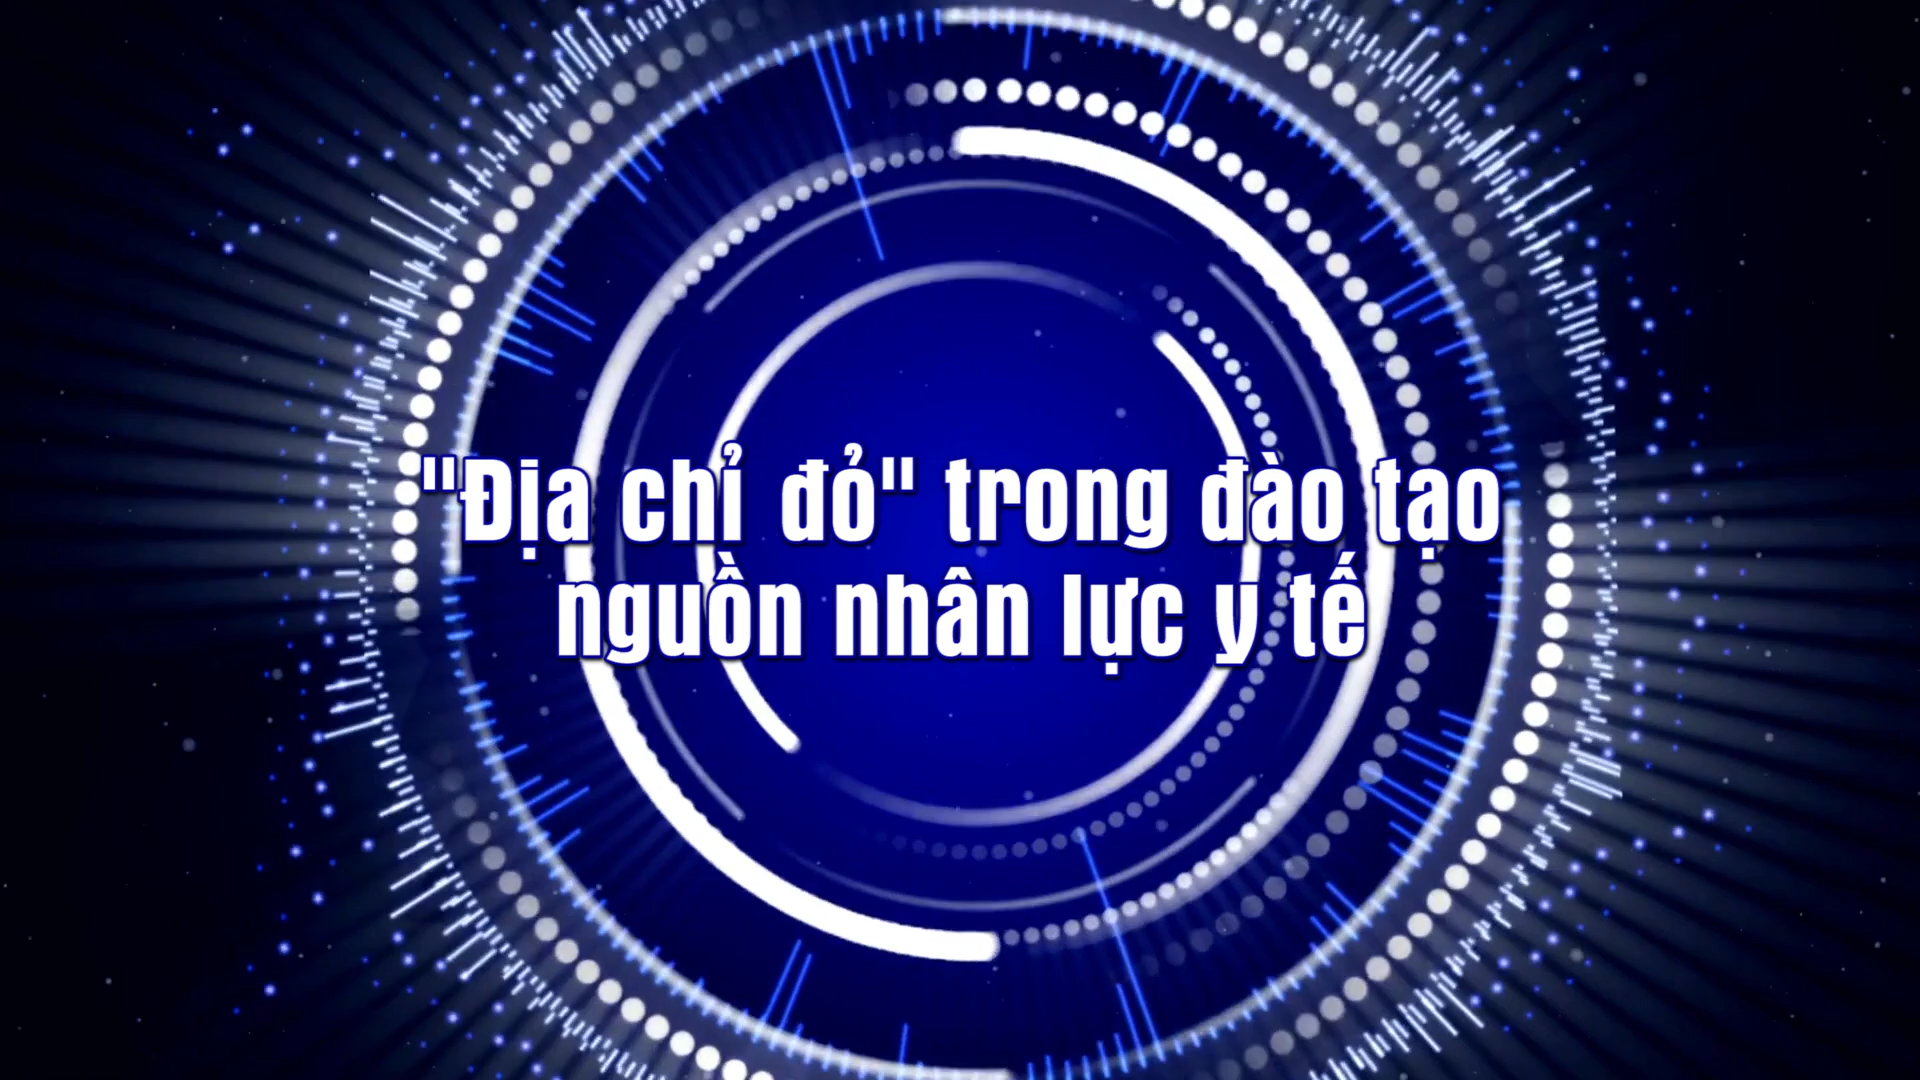 "Địa chỉ đỏ" trong đào tạo
nguồn nhân lực y tế